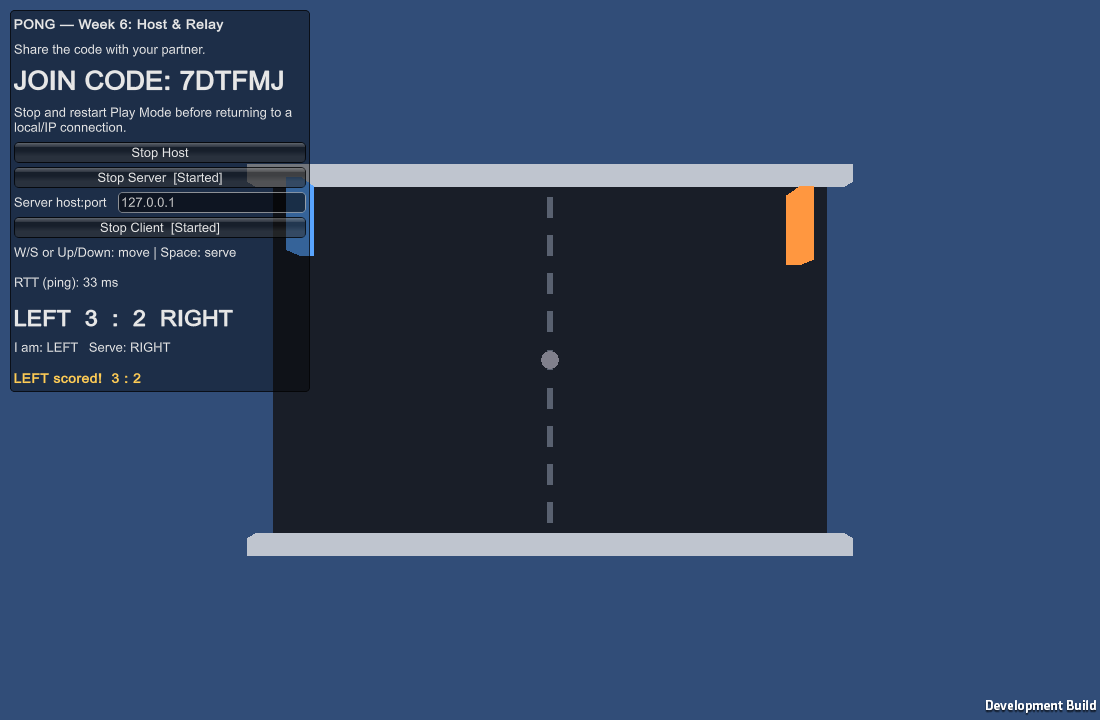 PONG — Week 6: Host & Relay
Share the code with your partner.
JOIN CODE: 7DTFMJ
Stop and restart Play Mode before returning to a
local/IP connection.
Stop Host
Stop Server [Started]
Server host:port 127.0.0.1
Stop Client [Started]
W/S or Up/Down: move | Space: serve
RTT (ping): 33 ms
LEFT 3 : 2 RIGHT
I am: LEFT Serve: RIGHT
LEFT scored! 3 : 2
Development Build